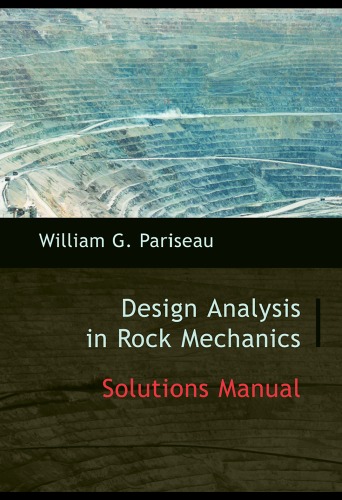 William G. Pariseau
Design Analysis
in Rock Mechanics
Solutions Manual